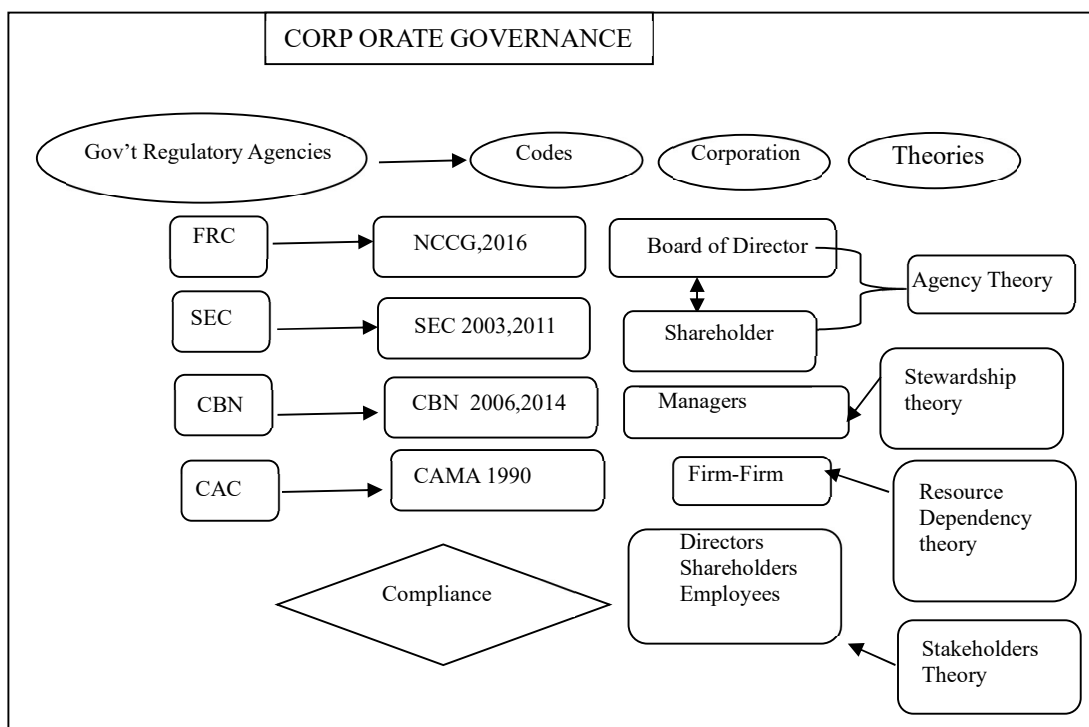 CORP ORATE GOVERNANCE
Gov’t Regulatory Agencies
Codes
Corporation
Theories
FRC
NCCG,2016
Board of Director
Agency Theory
SEC
SEC 2003,2011
Shareholder
CBN
CBN 2006,2014
Managers
Stewardship
theory
CAC
CAMA 1990
Firm-Firm
Resource
Dependency
theory
Compliance
Directors
Shareholders
Employees
Stakeholders
Theory